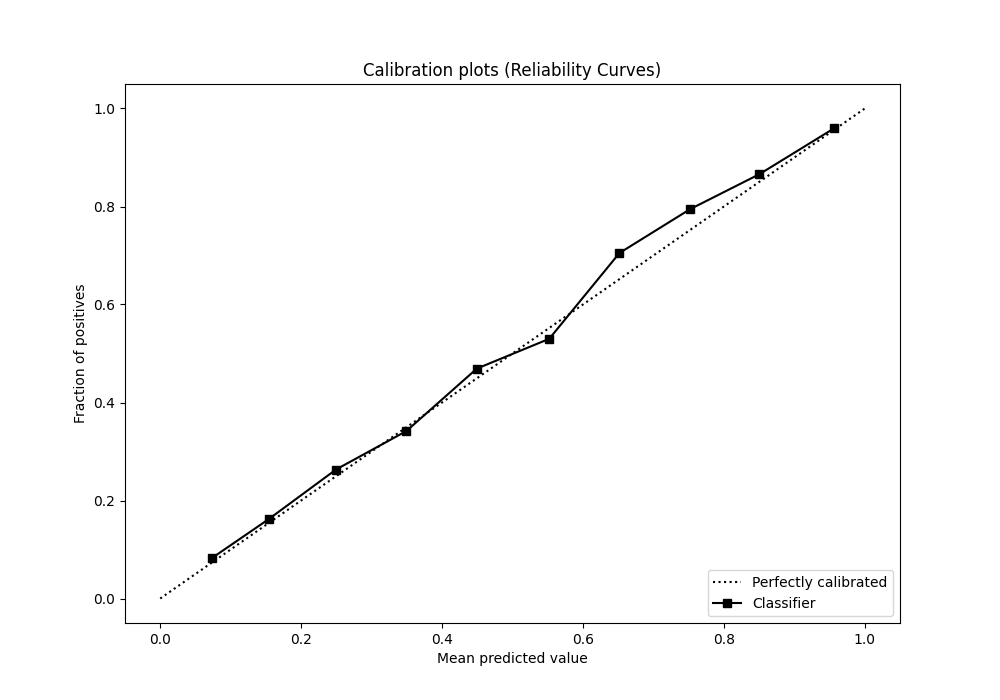 Calibration plots (Reliability Curves)
1.0
0.8
0.6
0.4
0.2
0.0
Fraction of positives
Perfectly calibrated
Classifier
0.0 0.2 0.4 0.6 0.8 1.0
Mean predicted value